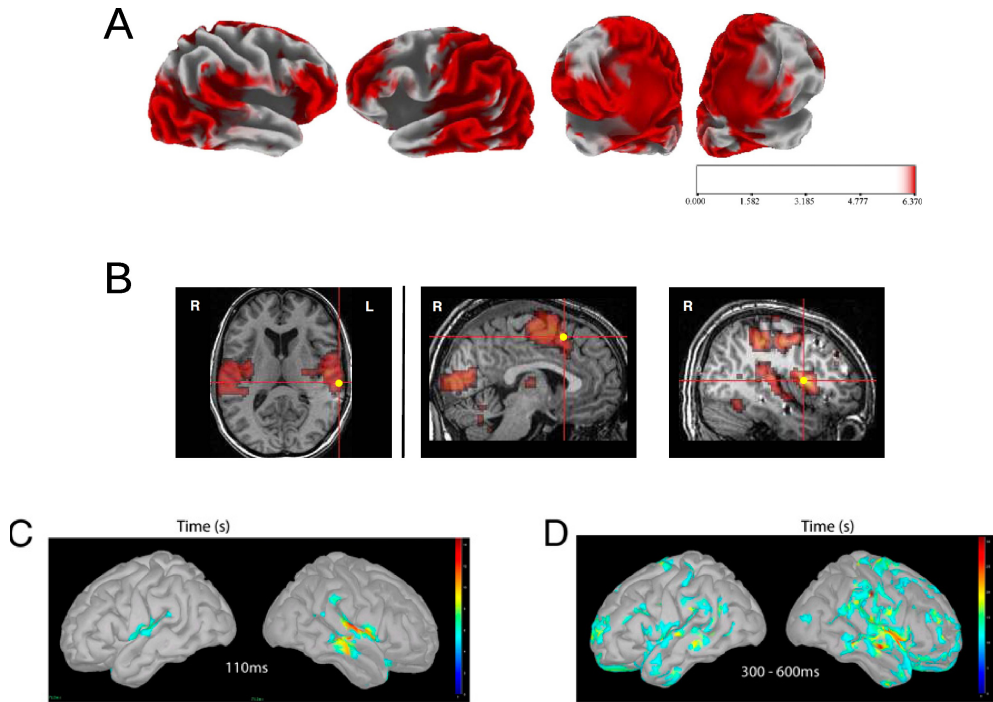 A
0.000 1.582 3.185 4.777 6.370
B
R L R R
C Time (s) D Time (s)
110ms 300 - 600ms